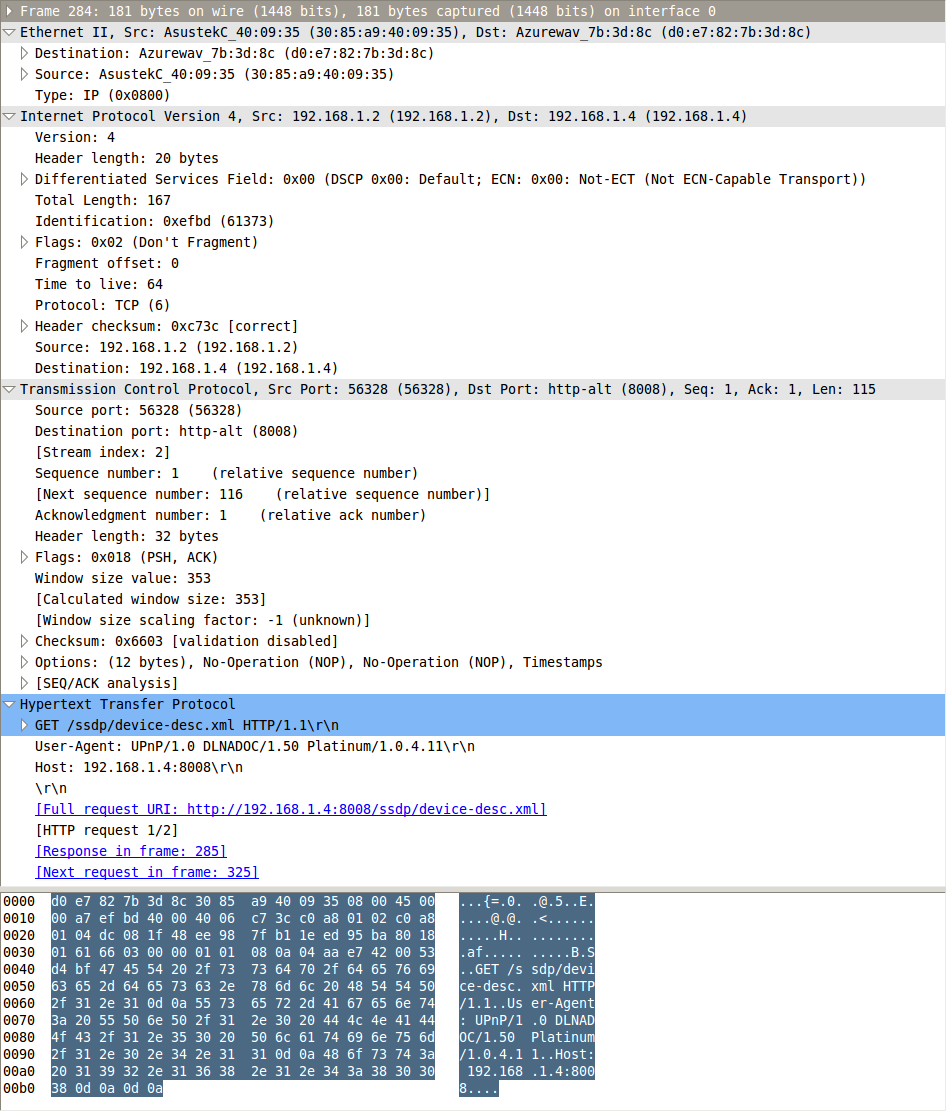 Frame 284: 181 bytes on wire (1448 bits), 181 bytes captured (1448 bits) on interface 0
Ethernet II, Src: AsustekC_40:09:35 (30:85:a9:40:09:35), Dst: Azurewav_7b:3d:8c (d0:e7:82:7b:3d:8c)
Destination: Azurewav_7b:3d:8c (d0:e7:82:7b:3d:8c)
Source: AsustekC_40:09:35 (30:85:a9:40:09:35)
Type: IP (0x0800)
Internet Protocol Version 4, Src: 192.168.1.2 (192.168.1.2), Dst: 192.168.1.4 (192.168.1.4)
Version: 4
Header length: 20 bytes
Differentiated Services Field: 0x00 (DSCP 0x00: Default; ECN: 0x00: Not-ECT (Not ECN-Capable Transport))
Total Length: 167
Identification: 0xefbd (61373)
Flags: 0x02 (Don't Fragment)
Fragment offset: 0
Time to live: 64
Protocol: TCP (6)
Header checksum: 0xc73c [correct]
Source: 192.168.1.2 (192.168.1.2)
Destination: 192.168.1.4 (192.168.1.4)
Transmission Control Protocol, Src Port: 56328 (56328), Dst Port: http-alt (8008), Seq: 1, Ack: 1, Len: 115
Source port: 56328 (56328)
Destination port: http-alt (8008)
[Stream index: 2]
Sequence number: 1    (relative sequence number)
[Next sequence number: 116    (relative sequence number)]
Acknowledgment number: 1    (relative ack number)
Header length: 32 bytes
Flags: 0x018 (PSH, ACK)
Window size value: 353
[Calculated window size: 353]
[Window size scaling factor: -1 (unknown)]
Checksum: 0x6603 [validation disabled]
Options: (12 bytes), No-Operation (NOP), No-Operation (NOP), Timestamps
[SEQ/ACK analysis]
Hypertext Transfer Protocol
GET /ssdp/device-desc.xml HTTP/1.1\r\n
User-Agent: UPnP/1.0 DLNADOC/1.50 Platinum/1.0.4.11\r\n
Host: 192.168.1.4:8008\r\n
\r\n
[Full request URI: http://192.168.1.4:8008/ssdp/device-desc.xml]
[HTTP request 1/2]
[Response in frame: 285]
[Next request in frame: 325]
0000  d0 e7 82 7b 3d 8c 30 85  a9 40 09 35 08 00 45 00   ...{=.0. .@.5..E.
0010  00 a7 ef bd 40 00 40 06  c7 3c c0 a8 01 02 c0 a8   ....@.@. .<......
0020  01 04 dc 08 1f 48 ee 98  7f b1 1e ed 95 ba 80 18   .....H.. ........
0030  01 61 66 03 00 00 01 01  08 0a 04 aa e7 42 00 53   .af..... .....B.S
0040  d4 bf 47 45 54 20 2f 73  73 64 70 2f 64 65 76 69   ..GET /s sdp/devi
0050  63 65 2d 64 65 73 63 2e  78 6d 6c 20 48 54 54 50   ce-desc. xml HTTP
0060  2f 31 2e 31 0d 0a 55 73  65 72 2d 41 67 65 6e 74   /1.1..Us er-Agent
0070  3a 20 55 50 6e 50 2f 31  2e 30 20 44 4c 4e 41 44   : UPnP/1 .0 DLNAD
0080  4f 43 2f 31 2e 35 30 20  50 6c 61 74 69 6e 75 6d   OC/1.50  Platinum
0090  2f 31 2e 30 2e 34 2e 31  31 0d 0a 48 6f 73 74 3a   /1.0.4.1 1..Host:
00a0  20 31 39 32 2e 31 36 38  2e 31 2e 34 3a 38 30 30    192.168 .1.4:800
00b0  38 0d 0a 0d 0a   8....